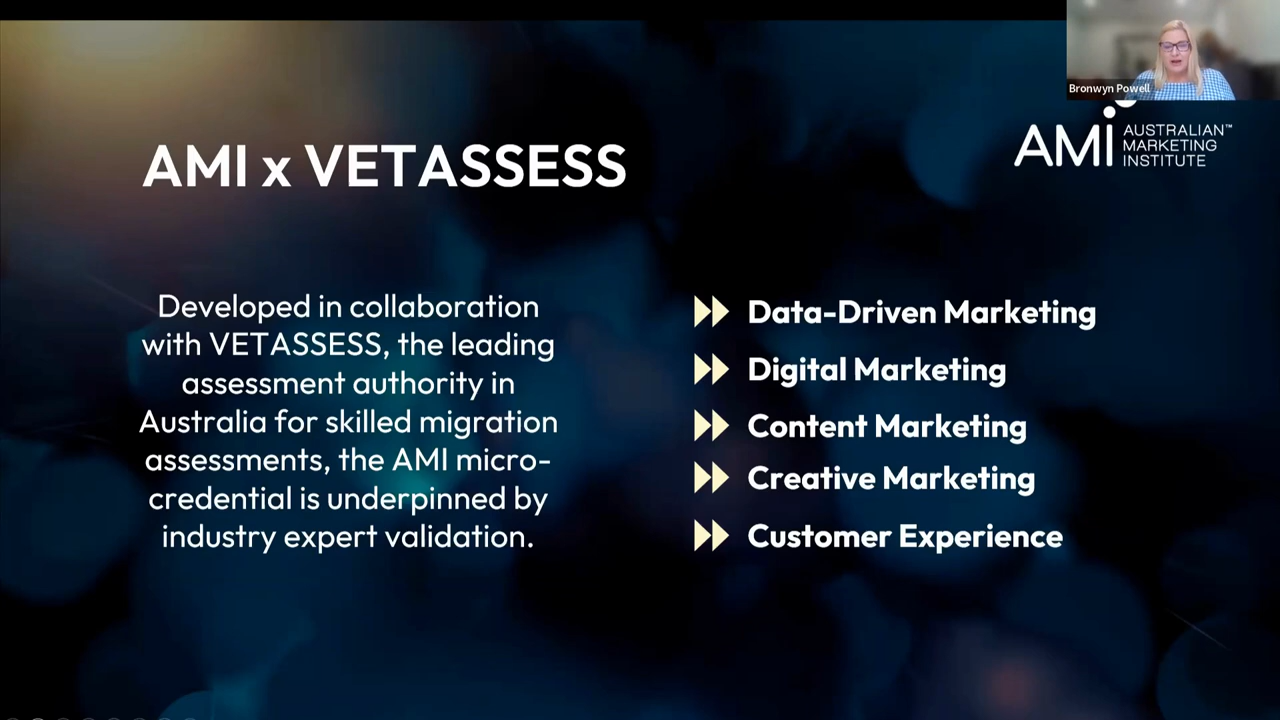 Bronwyn Powell
AMI AUSTRALIAN™
MARKETING
INSTITUTE
AMI x VETASSESS
Developed in collaboration
with VETASSESS, the leading
assessment authority in
Australia for skilled migration
assessments, the AMI micro-
credential is underpinned by
industry expert validation.
Data-Driven Marketing
Digital Marketing
Content Marketing
Creative Marketing
Customer Experience